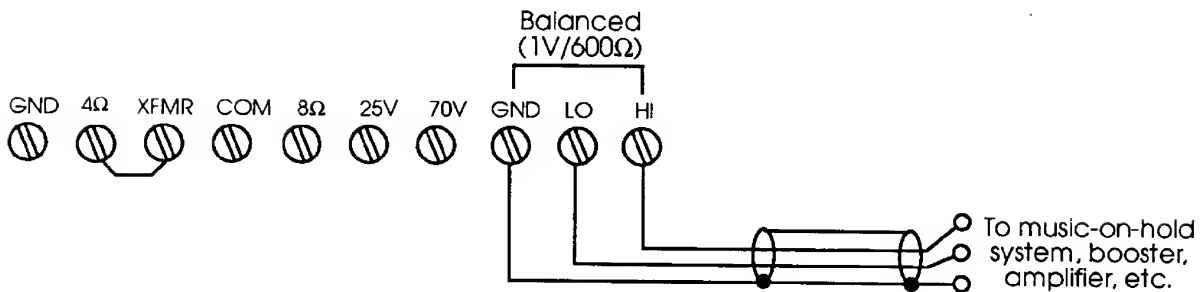 Balanced
(1V/600Ω)
GND 4Ω XFMR COM 8Ω 25V 70V GND LO HI
To music-on-hold
system, booster,
amplifier, etc.